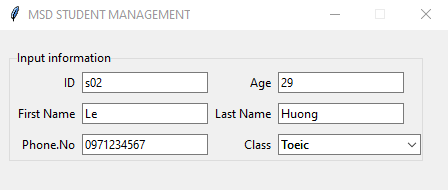 MSD STUDENT MANAGEMENT
Input information
ID s02 Age 29
First Name Le Last Name Huong
Phone.No 0971234567 Class Toeic